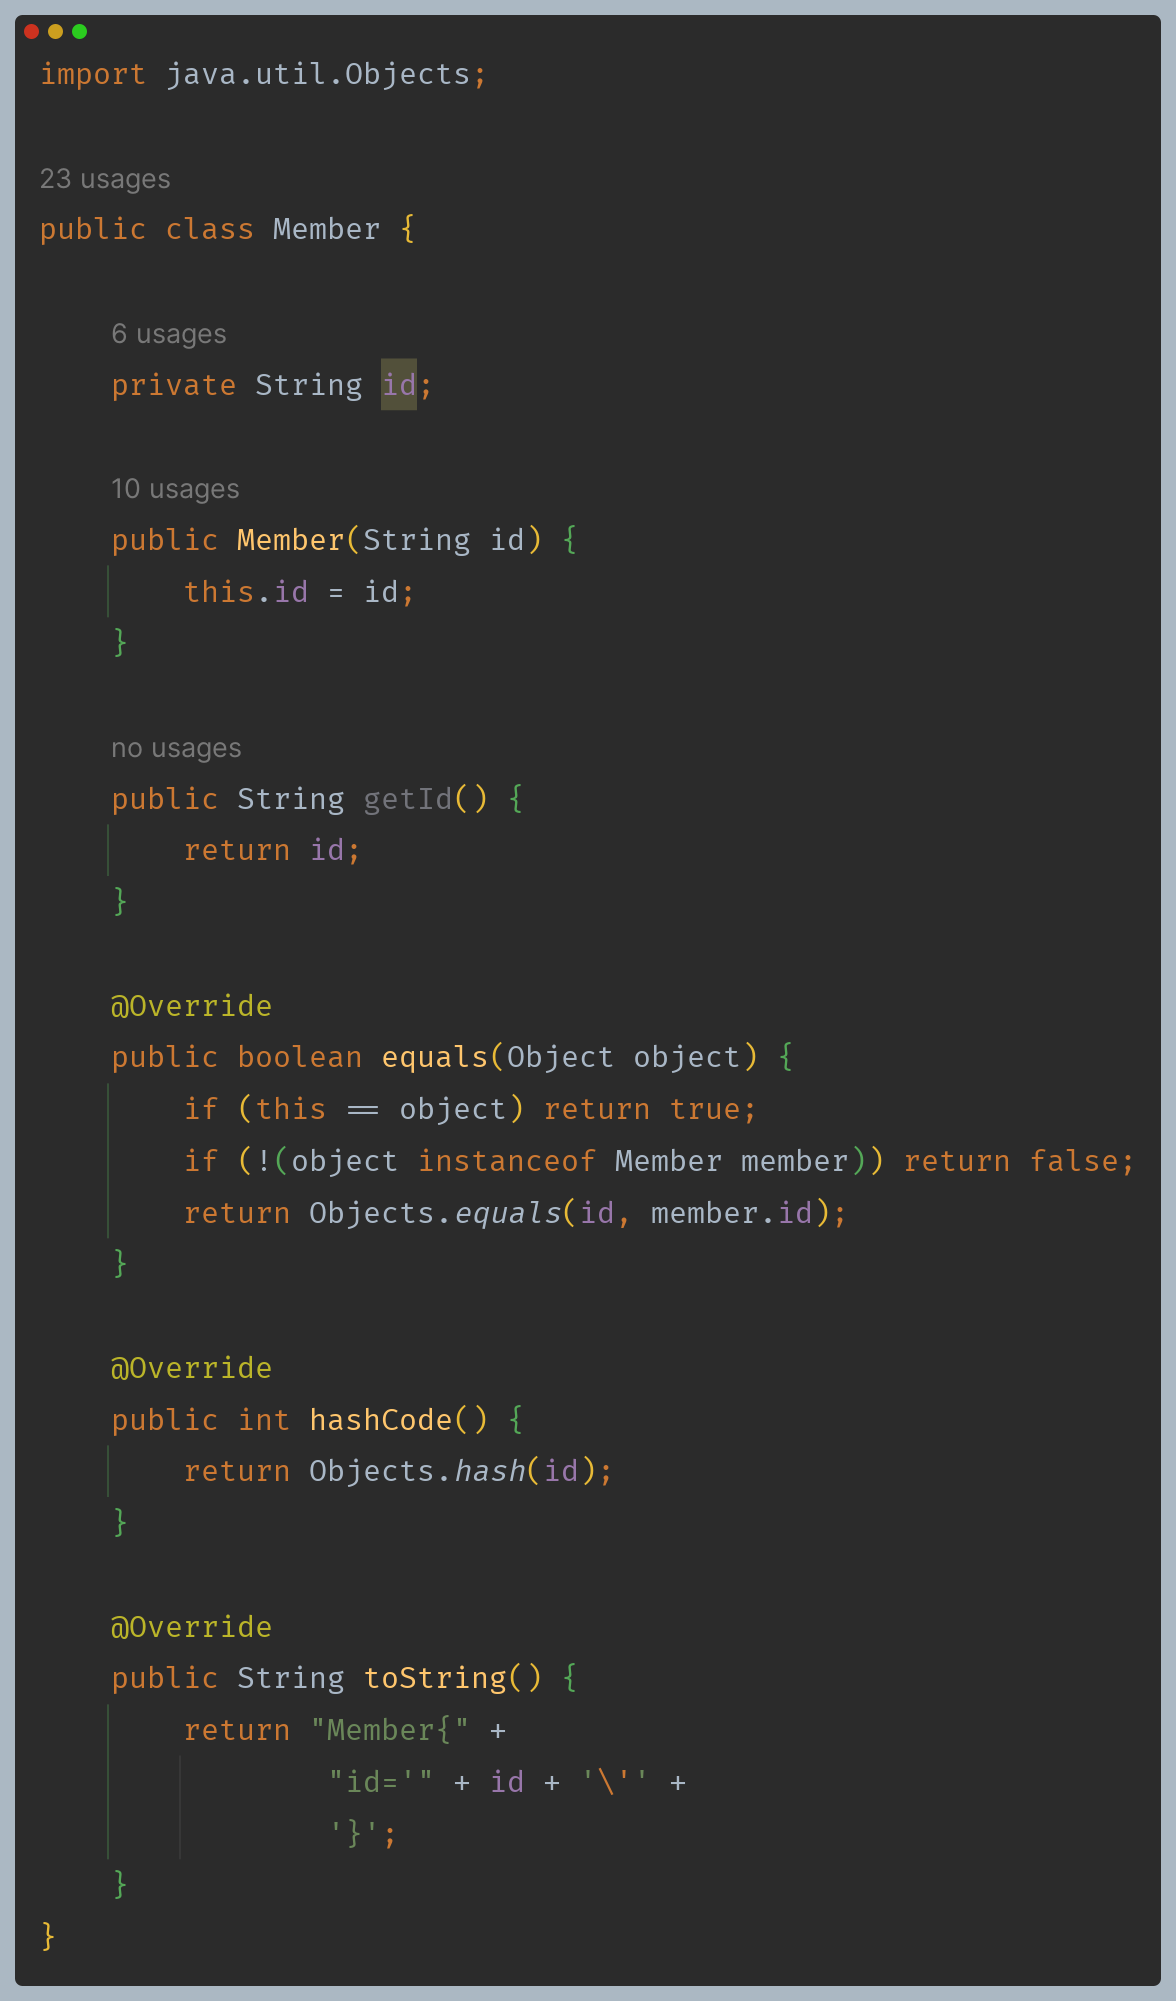 import java.util.Objects;
23 usages
public class Member {
6 usages
private String id;
10 usages
public Member(String id) {
this.id = id;
}
no usages
public String getId() {
return id;
}
@Override
public boolean equals(Object object) {
if (this == object) return true;
if (!(object instanceof Member member)) return false;
return Objects.equals(id, member.id);
}
@Override
public int hashCode() {
return Objects.hash(id);
}
@Override
public String toString() {
return "Member{" +
"id='" + id + '\'' +
'}';
}
}